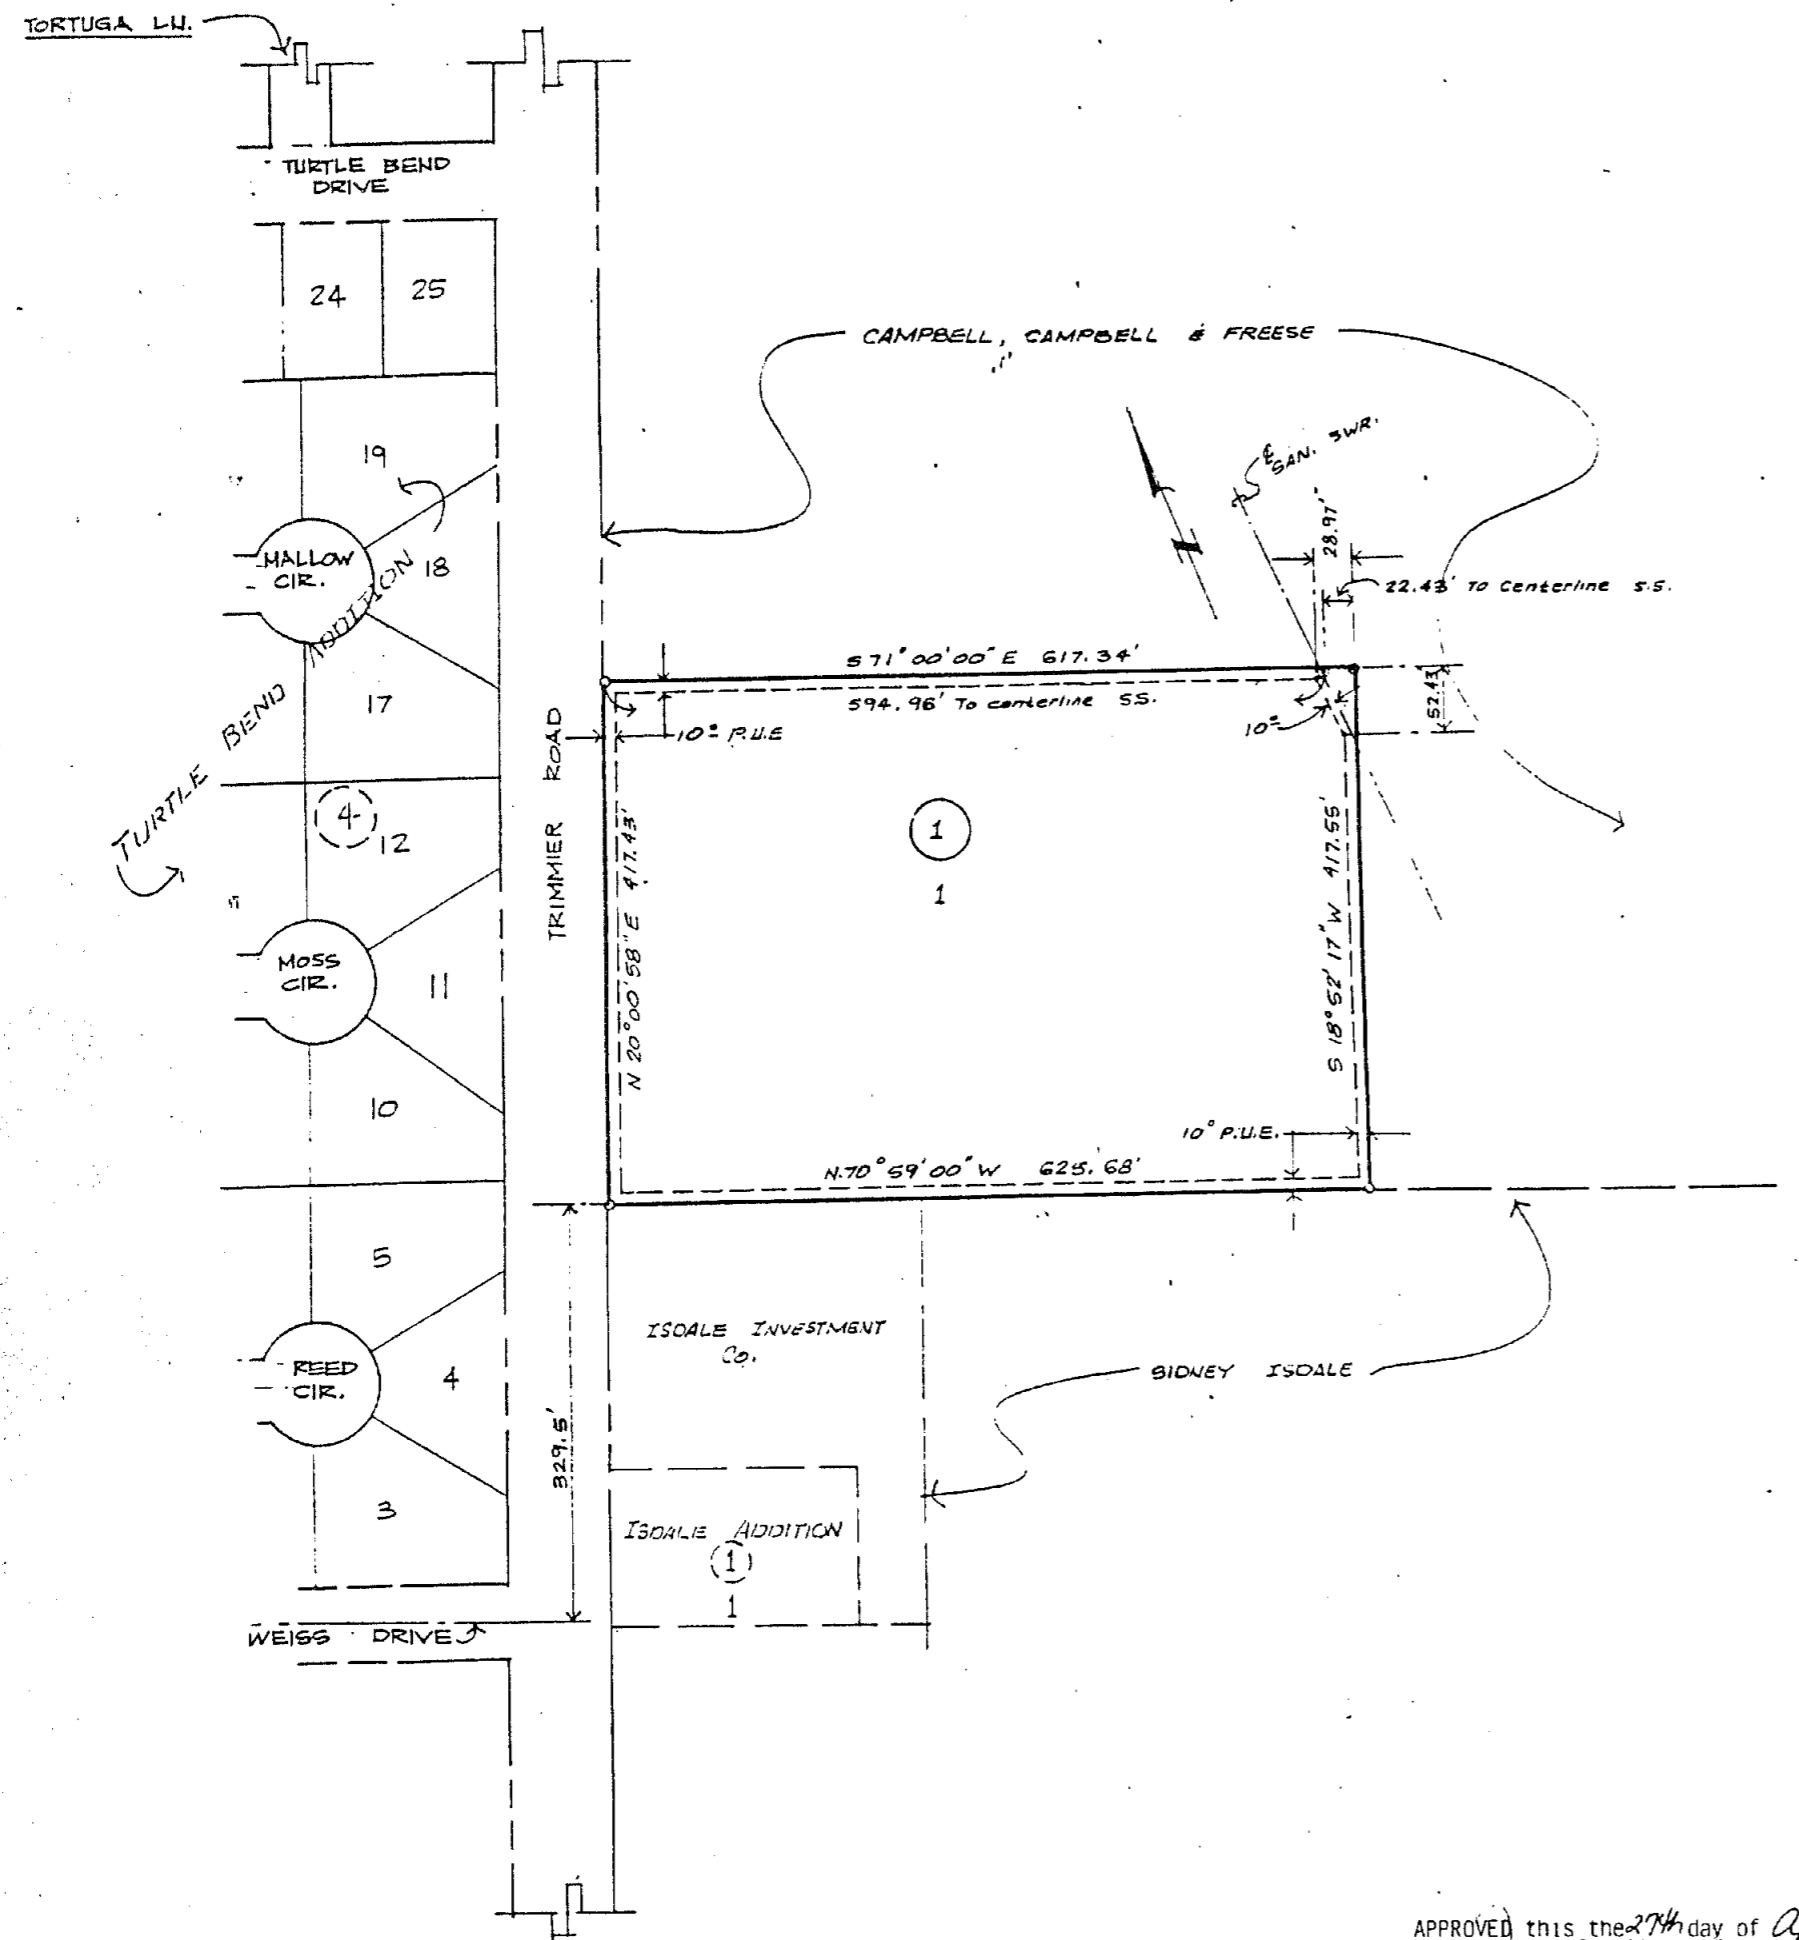 TORTUGA LN.
TURTLE BEND
DRIVE
24
25
CAMPBELL, CAMPBELL & FREESE
19
MALLOW
CIR.
18
17
TURTLE BEND ADDITION
℄
SAN. SWR.
28.97'
22.43' To Centerline S.S.
S 71° 00' 00" E 617.34'
594.96' To centerline S.S.
52.43'
10' P.U.E
10'
TRIMMIER ROAD
4
12
1
1
N 20° 00' 58" E 417.43'
S 18° 52' 17" W 417.55'
MOSS
CIR.
11
10
10' P.U.E.
N. 70° 59' 00" W 625.68'
5
ISDALE INVESTMENT
Co.
REED
CIR.
4
SIDNEY ISDALE
329.5'
3
ISDALE ADDITION
1
1
WEISS DRIVE
APPROVED this the 27th day of